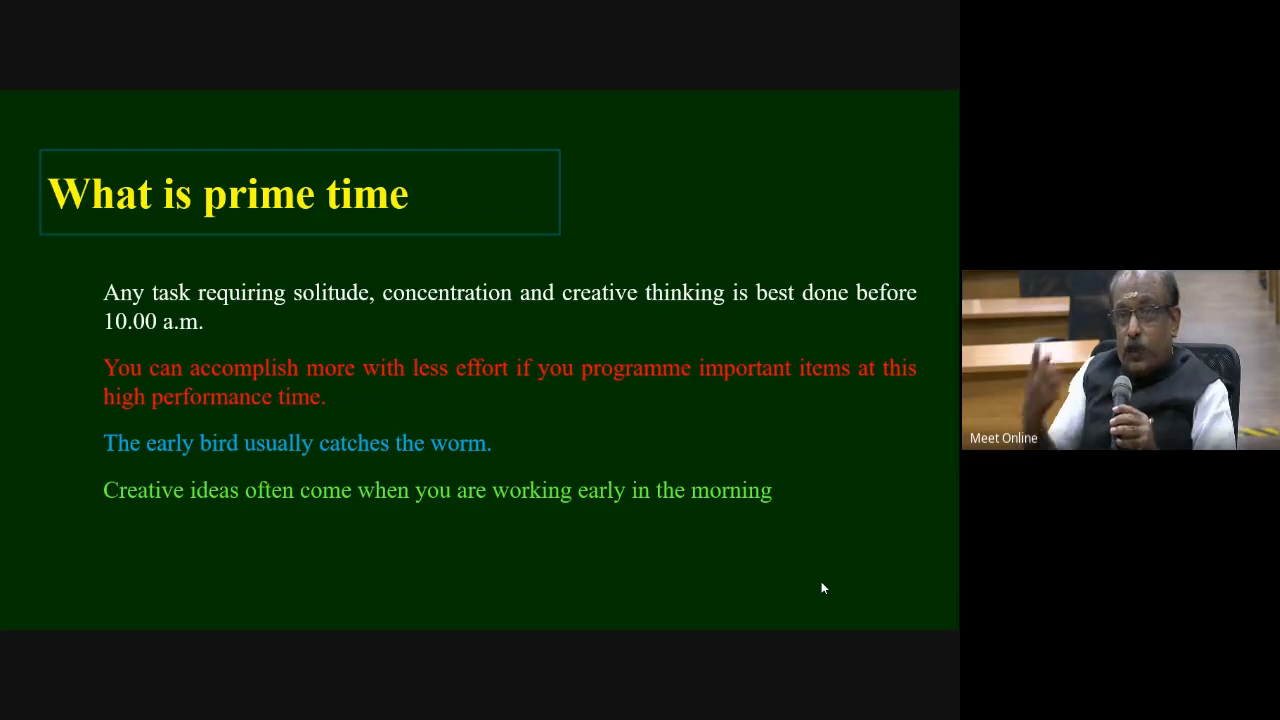 What is prime time
Any task requiring solitude, concentration and creative thinking is best done before
10.00 a.m.
You can accomplish more with less effort if you programme important items at this
high performance time.
The early bird usually catches the worm.
Creative ideas often come when you are working early in the morning
Meet Online